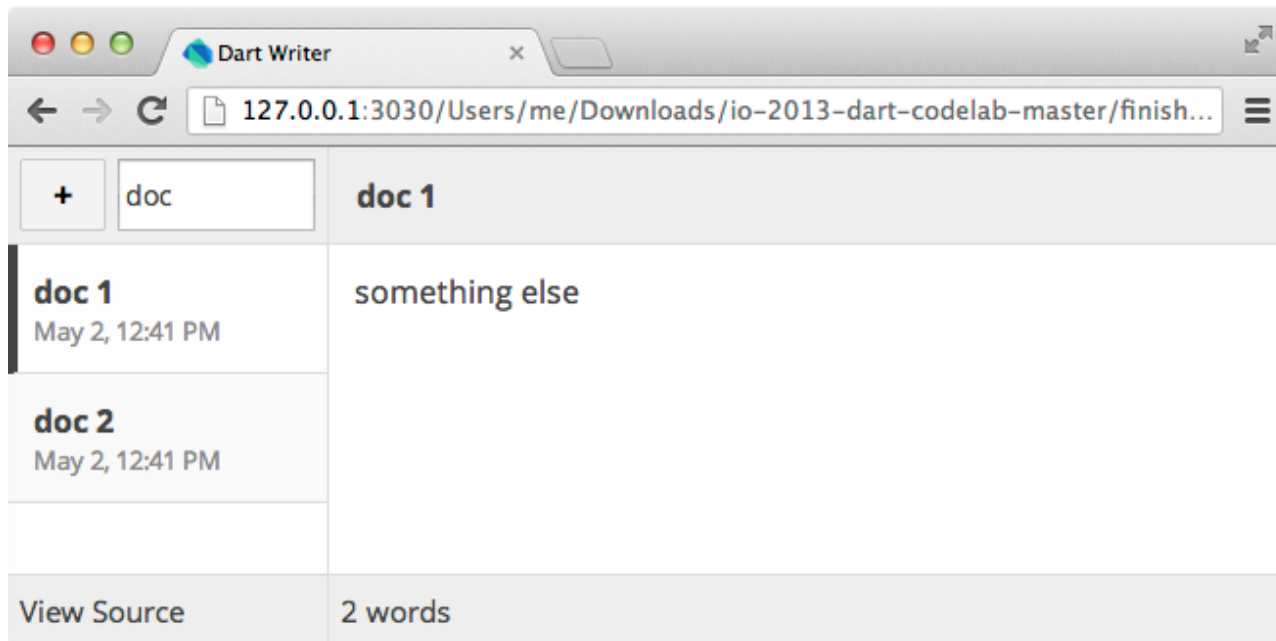 Dart Writer
127.0.0.1:3030/Users/me/Downloads/io-2013-dart-codelab-master/finish...
+ doc
doc 1
doc 1
May 2, 12:41 PM
something else
doc 2
May 2, 12:41 PM
View Source
2 words